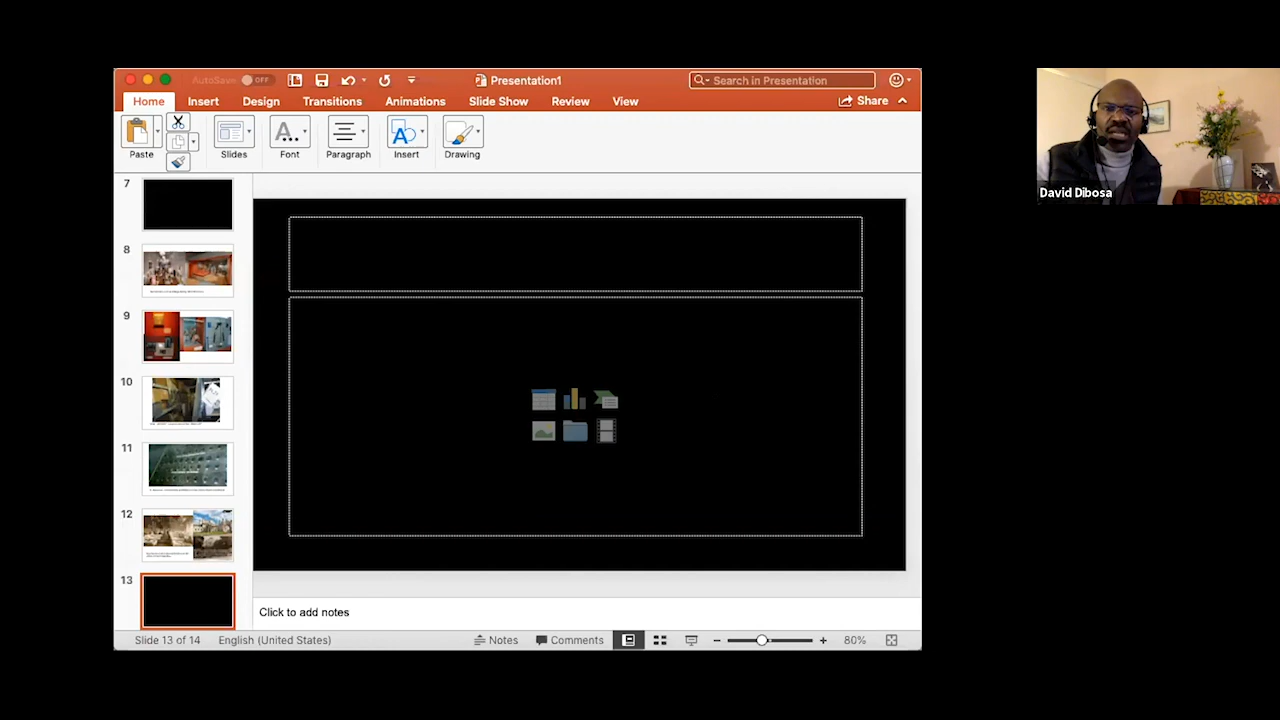 AutoSave OFF
Presentation1
Search in Presentation
Home Insert Design Transitions Animations Slide Show Review View
Share
Paste
Slides
Font
Paragraph
Insert
Drawing
7
8
9
10
11
12
13
David Dibosa
Click to add notes
Slide 13 of 14 English (United States) Notes Comments 80%